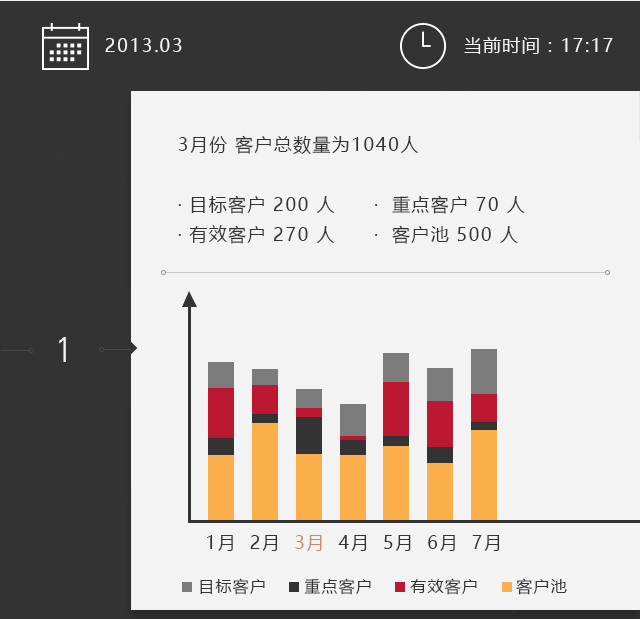 2013.03
当前时间：17:17
3月份 客户总数量为1040人
· 目标客户 200 人
· 重点客户 70 人
· 有效客户 270 人
· 客户池 500 人
1
1月 2月 3月 4月 5月 6月 7月
目标客户 重点客户 有效客户 客户池